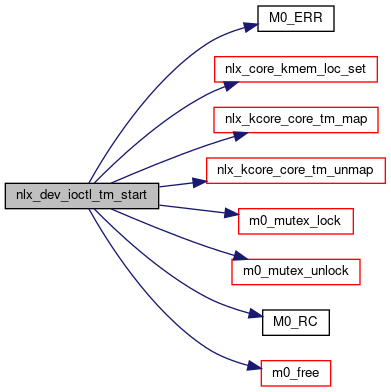 M0_ERR
nlx_core_kmem_loc_set
nlx_kcore_core_tm_map
nlx_kcore_core_tm_unmap
nlx_dev_ioctl_tm_start
m0_mutex_lock
m0_mutex_unlock
M0_RC
m0_free